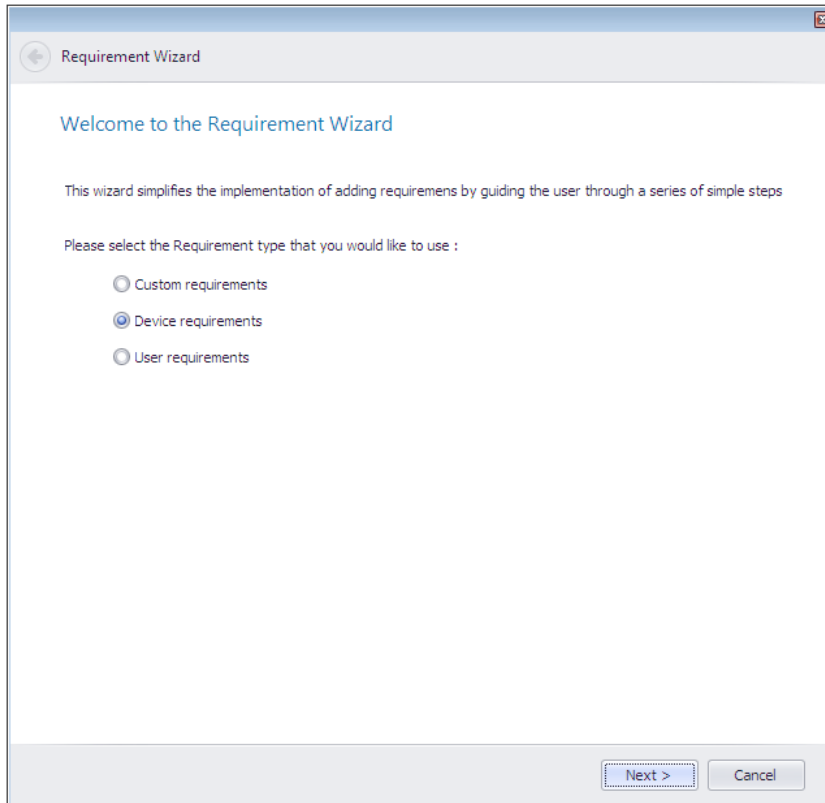 Requirement Wizard
Welcome to the Requirement Wizard
This wizard simplifies the implementation of adding requiremens by guiding the user through a series of simple steps
Please select the Requirement type that you would like to use :
Custom requirements
Device requirements
User requirements
Next >
Cancel